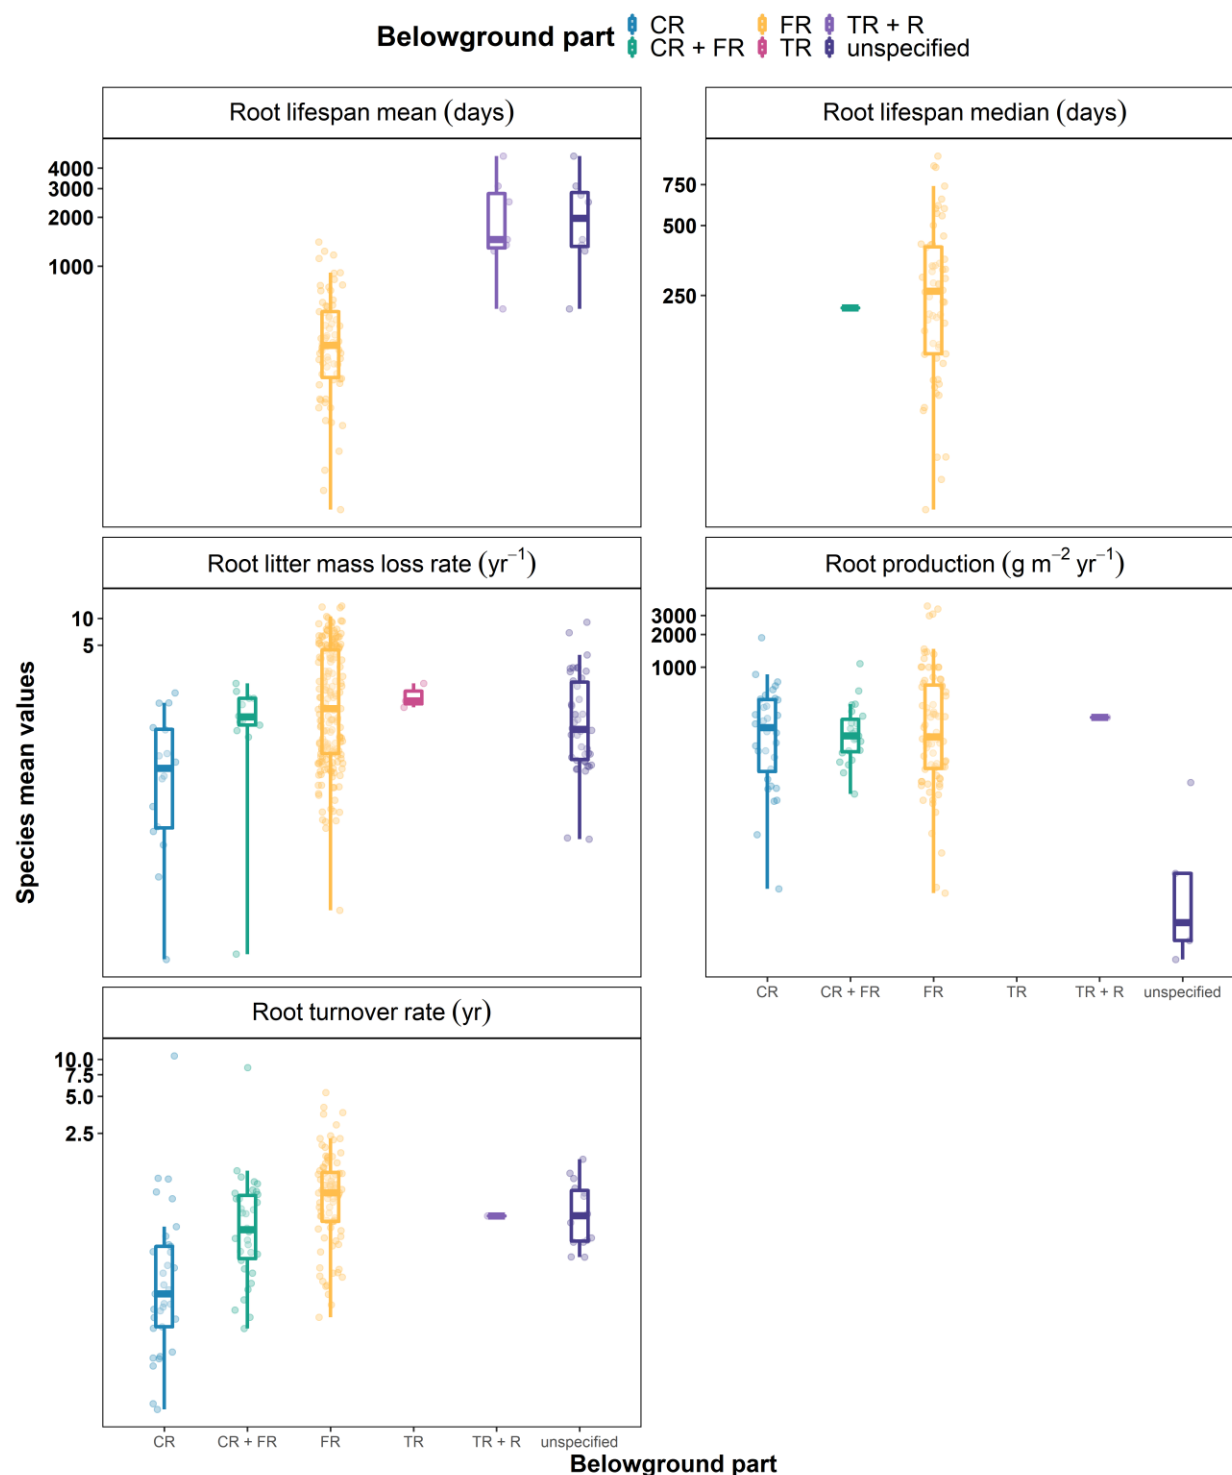 Belowground part CR FR TR + R
CR + FR TR unspecified
Root lifespan mean (days)
4000
3000
2000
1000
Root lifespan median (days)
750
500
250
Root litter mass loss rate (yr⁻¹)
10
5
Root production (g m⁻² yr⁻¹)
3000
2000
1000
CR CR + FR FR TR TR + R unspecified
Root turnover rate (yr)
10.0
7.5
5.0
2.5
CR CR + FR FR TR TR + R unspecified
Species mean values
Belowground part